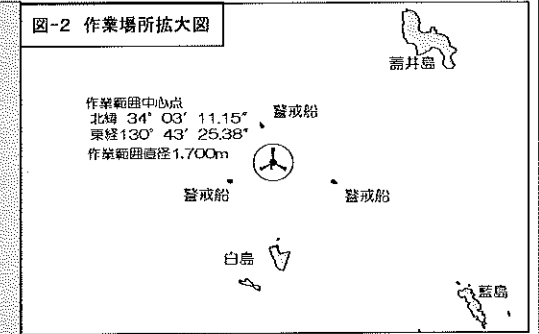 図-2 作業場所拡大図
蓋井島
作業範囲中心点
北緯 34° 03′ 11.15″
東経130° 43′ 25.38″
作業範囲直径1,700m
警戒船
警戒船
警戒船
白島
藍島